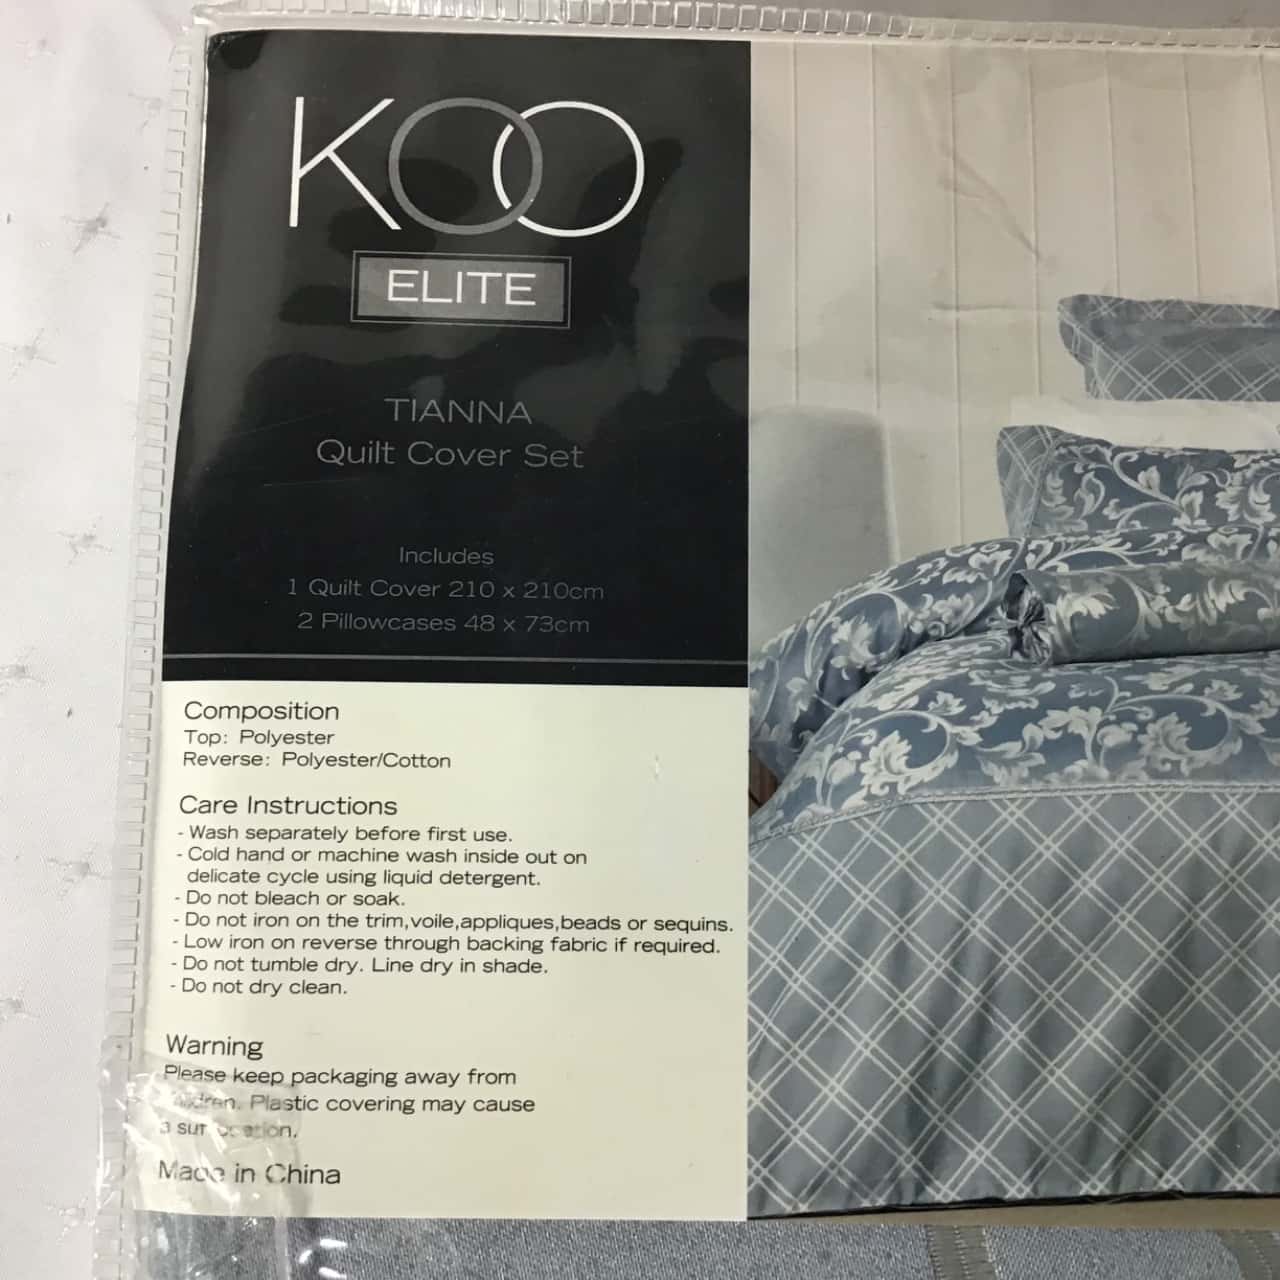 KOO
ELITE
TIANNA
Quilt Cover Set
Includes
1 Quilt Cover 210 x 210cm
2 Pillowcases 48 x 73cm
Composition
Top: Polyester
Reverse: Polyester/Cotton
Care Instructions
- Wash separately before first use.
- Cold hand or machine wash inside out on
delicate cycle using liquid detergent.
- Do not bleach or soak.
- Do not iron on the trim,voile,appliques,beads or sequins.
- Low iron on reverse through backing fabric if required.
- Do not tumble dry. Line dry in shade.
- Do not dry clean.
Warning
Please keep packaging away from
children. Plastic covering may cause
a suffocation.
Made in China